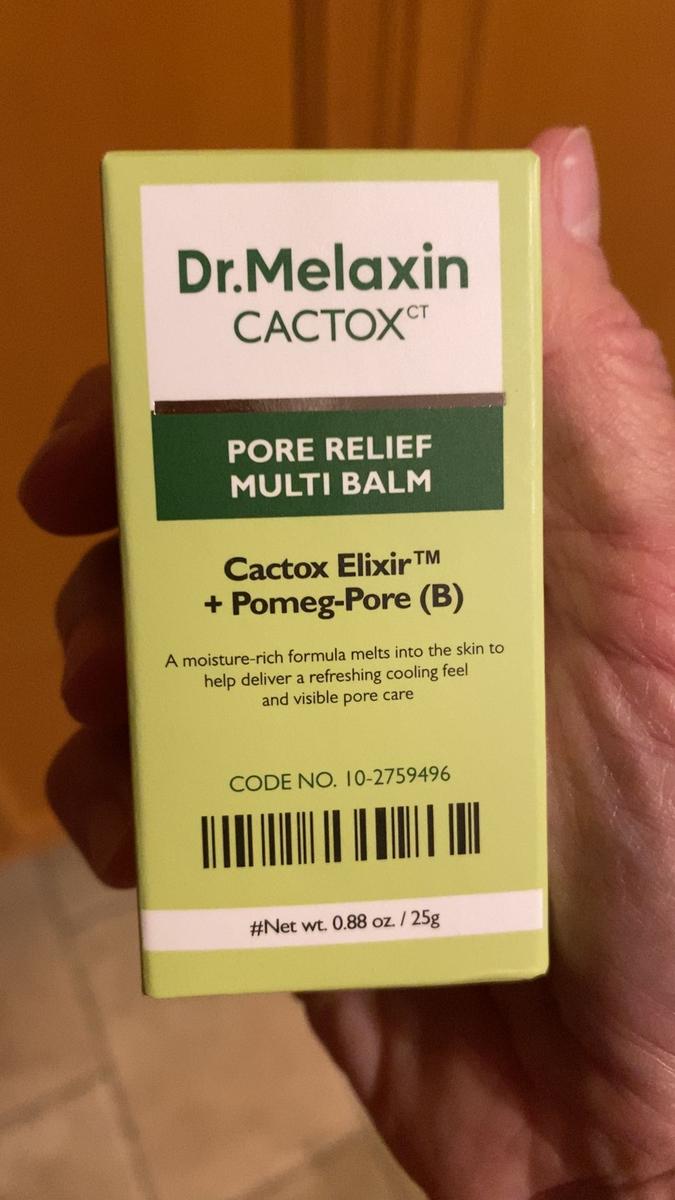 Dr.Melaxin
CACTOX CT
PORE RELIEF
MULTI BALM
Cactox Elixir™
+ Pomeg-Pore (B)
A moisture-rich formula melts into the skin to
help deliver a refreshing cooling feel
and visible pore care
CODE NO. 10-2759496
#Net wt. 0.88 oz. / 25g